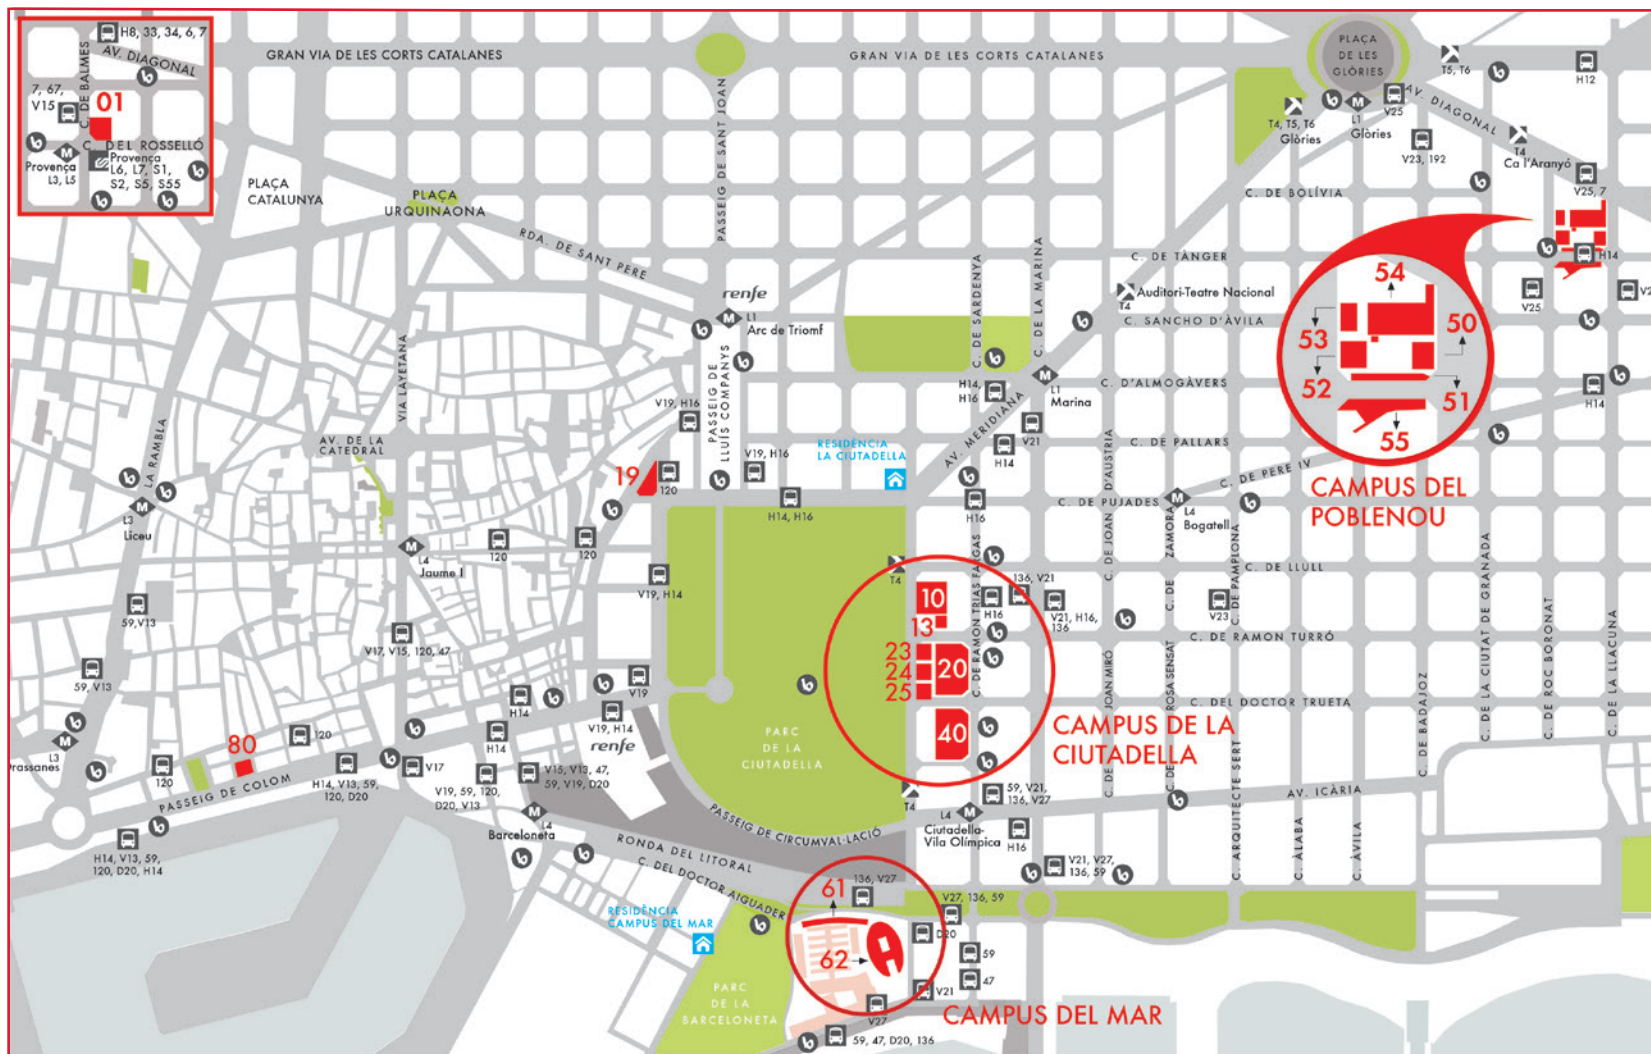 H8, 33, 34, 6, 7
AV. DIAGONAL
C. DE BALMES
7, 67,
V15
01
C. DEL ROSSELLÓ
M
Provença
L3, L5
Provença
L6, L7, S1,
S2, S5, S55
GRAN VIA DE LES CORTS CATALANES
GRAN VIA DE LES CORTS CATALANES
PLAÇA
DE LES
GLÒRIES
T5, T6
H12
PLAÇA
CATALUNYA
PLAÇA
URQUINAONA
PASSEIG DE SANT JOAN
RDA. DE SANT PERE
T4, T5, T6
Glòries
M
L1
Glòries
V25
AV. DIAGONAL
V23, 192
T4
Ca l'Aranyó
V25, 7
C. DE BOLÍVIA
H14
V25
C. DE TÀNGER
renfe
M
L1
Arc de Triomf
C. DE SARDENYA
C. DE LA MARINA
Auditori-Teatre Nacional
T4
C. SANCHO D'ÀVILA
54
53
50
52
51
55
CAMPUS DEL
POBLENOU
VIA LAYETANA
PASSEIG DE
LLUÍS COMPANYS
V19, H16
H14,
H16
M
L1
Marina
C. D'ALMOGÀVERS
H14
V21
AV. MERIDIANA
H14
C. DE PALLARS
C. DE PERE IV
LA RAMBLA
AV. DE LA
CATEDRAL
RESIDÈNCIA
LA CIUTADELLA
19
120
V19, H16
H14, H16
H16
C. DE PUJADES
M
L4
Bogatell
M
L3
Liceu
M
L4
Jaume I
120
120
V19, H14
T4
C. DE RAMON TRIAS FARGAS
C. DE JOAN D'AUSTRIA
C. DE ZAMORA
C. DE PAMPLONA
C. DE LLULL
136, V21
10
13
H16
V21, H16,
136
V23
59,V13
V17, V15, 120, 47
C. DE RAMON TURRÓ
23
24
25
20
40
C. DE JOAN MIRÓ
C. DE ROSA SENSAT
C. DE LA CIUTAT DE GRANADA
C. DE ROC BORONAT
C. DE LA LLACUNA
C. DE BADAJOZ
59, V13
V19
C. DEL DOCTOR TRUETA
H14
V19, H14
renfe
H14
PARC
DE LA
CIUTADELLA
CAMPUS DE LA
CIUTADELLA
M
L3
80
120
120
PASSEIG DE COLOM
H14, V13, 59,
120, D20
V17
V19, 59, 120,
D20, V13
V15, V13, 47,
59, V19, D20
M
L4
Barceloneta
PASSEIG DE CIRCUMVAL·LACIÓ
T4
59, V21,
136, V27
L4
M
Ciutadella-
Vila Olímpica
H16
AV. ICÀRIA
C. ARQUITECTE SERT
C. ÀLABA
C. ÀVILA
H14, V13, 59,
120, D20, H14
RONDA DEL LITORAL
C. DEL DOCTOR AIGUADER
V21, V27,
136, 59
61
136, V27
V27, 136, 59
RESIDÈNCIA
CAMPUS DEL MAR
D20
59
62
47
V21
V27
PARC
DE LA
BARCELONETA
CAMPUS DEL MAR
59, 47, D20, 136